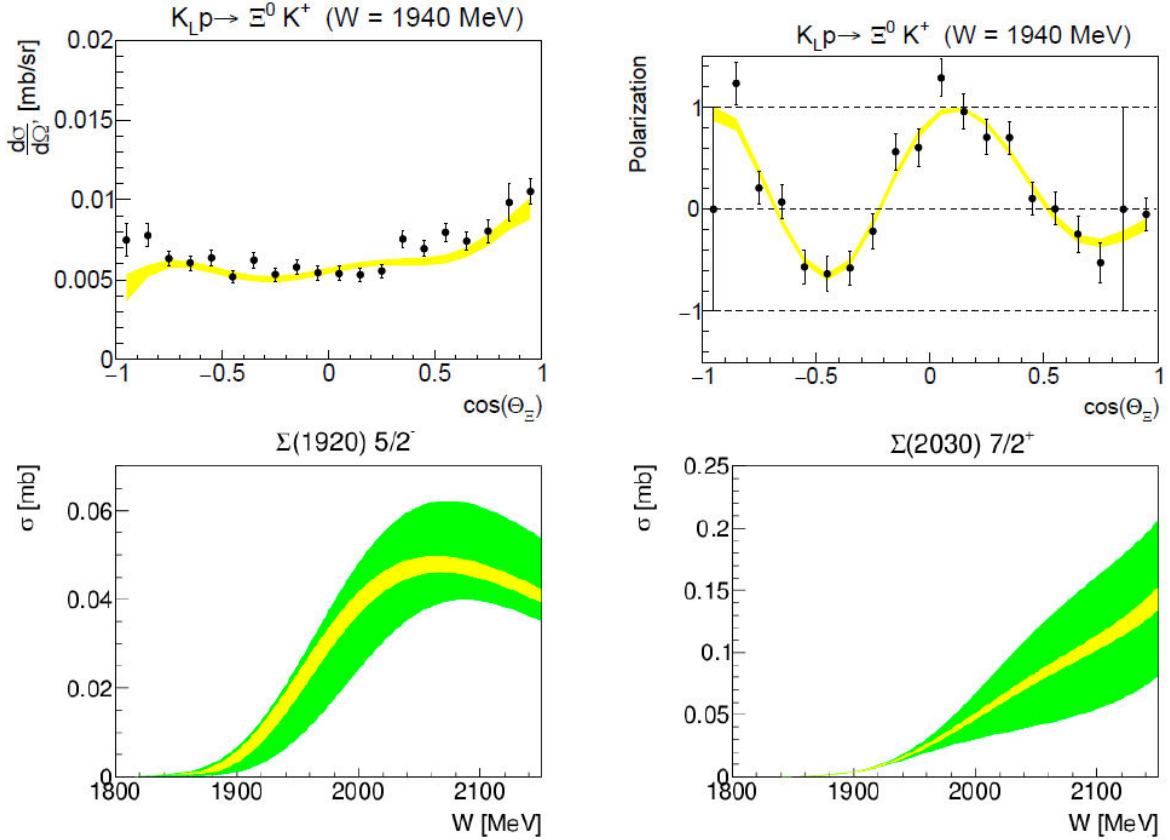 K_L p→ Ξ⁰ K⁺ (W = 1940 MeV)
dσ/dΩ, [mb/sr]
0.02
0.015
0.01
0.005
0
−1 −0.5 0 0.5 1
cos(Θ_Ξ)
K_L p→ Ξ⁰ K⁺ (W = 1940 MeV)
Polarization
1
0
−1
−1 −0.5 0 0.5 1
cos(Θ_Ξ)
Σ(1920) 5/2⁻
σ [mb]
0.06
0.04
0.02
0
1800 1900 2000 2100
W [MeV]
Σ(2030) 7/2⁺
σ [mb]
0.25
0.2
0.15
0.1
0.05
0
1800 1900 2000 2100
W [MeV]